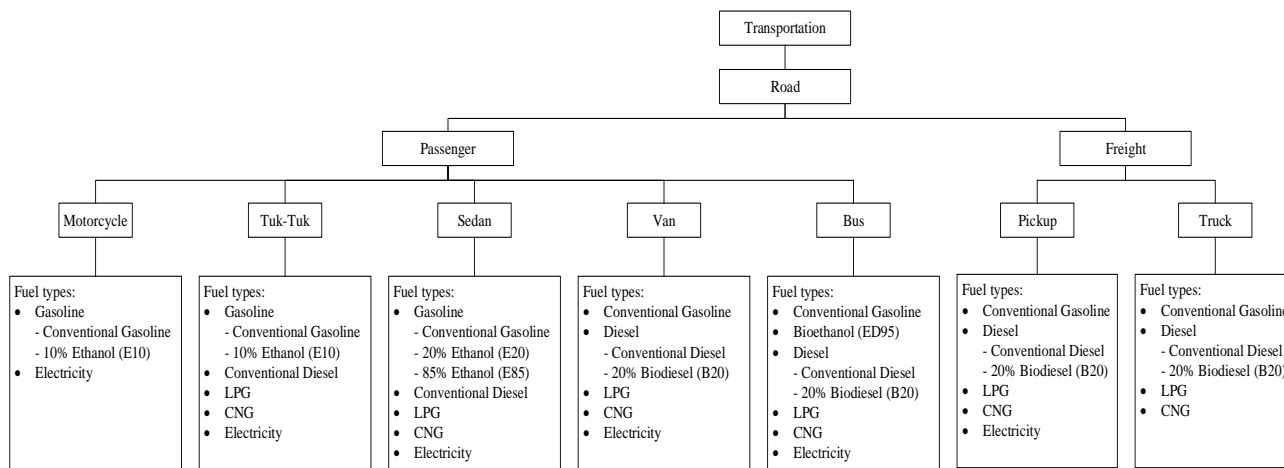 Transportation
Road
Passenger
Freight
Motorcycle
Tuk-Tuk
Sedan
Van
Bus
Pickup
Truck
Fuel types:
• Gasoline
- Conventional Gasoline
- 10% Ethanol (E10)
• Electricity
Fuel types:
• Gasoline
- Conventional Gasoline
- 10% Ethanol (E10)
• Conventional Diesel
• LPG
• CNG
• Electricity
Fuel types:
• Gasoline
- Conventional Gasoline
- 20% Ethanol (E20)
- 85% Ethanol (E85)
• Conventional Diesel
• LPG
• CNG
• Electricity
Fuel types:
• Conventional Gasoline
• Diesel
- Conventional Diesel
- 20% Biodiesel (B20)
• LPG
• CNG
• Electricity
Fuel types:
• Conventional Gasoline
• Bioethanol (ED95)
• Diesel
- Conventional Diesel
- 20% Biodiesel (B20)
• LPG
• CNG
• Electricity
Fuel types:
• Conventional Gasoline
• Diesel
- Conventional Diesel
- 20% Biodiesel (B20)
• LPG
• CNG
• Electricity
Fuel types:
• Conventional Gasoline
• Diesel
- Conventional Diesel
- 20% Biodiesel (B20)
• LPG
• CNG